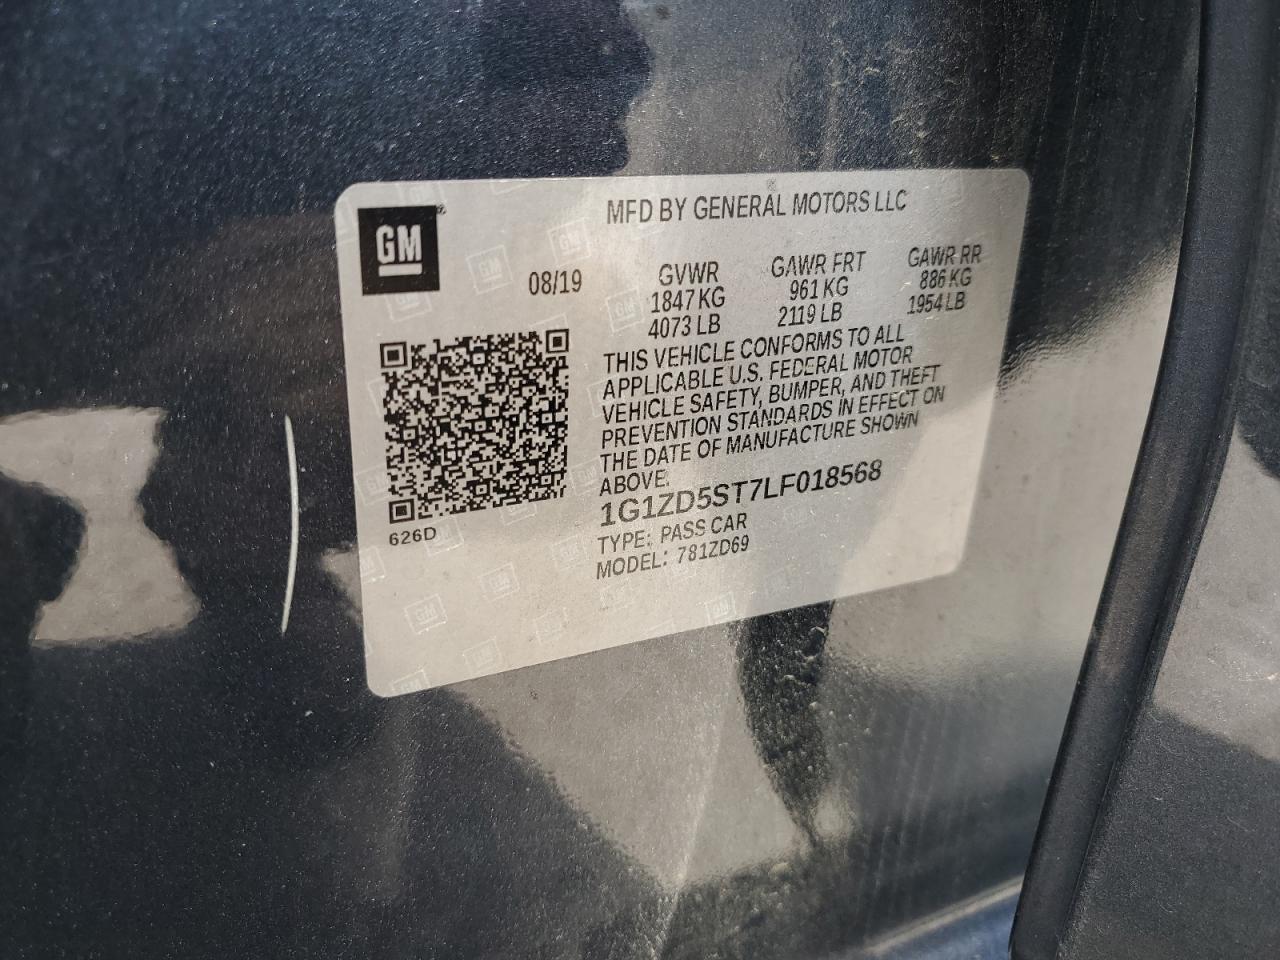 GM
MFD BY GENERAL MOTORS LLC
08/19
GVWR
1847 KG
4073 LB
GAWR FRT
961 KG
2119 LB
GAWR RR
886 KG
1954 LB
THIS VEHICLE CONFORMS TO ALL
APPLICABLE U.S. FEDERAL MOTOR
VEHICLE SAFETY, BUMPER, AND THEFT
PREVENTION STANDARDS IN EFFECT ON
THE DATE OF MANUFACTURE SHOWN
ABOVE.
1G1ZD5ST7LF018568
TYPE: PASS CAR
MODEL: 781ZD69
626D